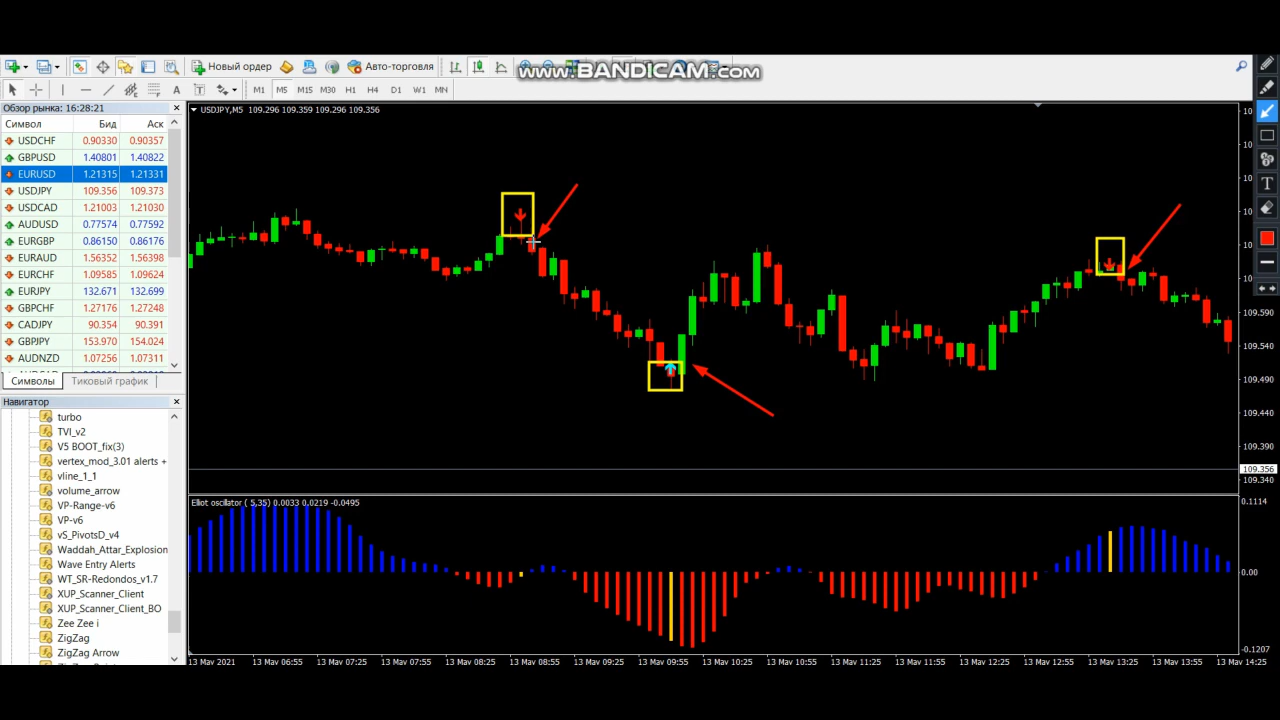 Новый ордер
Авто-торговля
www.BANDICAM.com
A
T
M1 M5 M15 M30 H1 H4 D1 W1 MN
T
Обзор рынка: 16:28:21
Символ Бид Аск
USDCHF 0.90330 0.90357
GBPUSD 1.40801 1.40822
EURUSD 1.21315 1.21331
USDJPY 109.356 109.373
USDCAD 1.21003 1.21030
AUDUSD 0.77574 0.77592
EURGBP 0.86150 0.86176
EURAUD 1.56352 1.56398
EURCHF 1.09585 1.09624
EURJPY 132.671 132.699
GBPCHF 1.27176 1.27248
CADJPY 90.354 90.391
GBPJPY 153.970 154.024
AUDNZD 1.07256 1.07311
Символы Тиковый график
Навигатор
turbo
TVI_v2
V5 BOOT_fix(3)
vertex_mod_3.01 alerts +
vline_1_1
volume_arrow
VP-Range-v6
VP-v6
vS_PivotsD_v4
Waddah_Attar_Explosion
Wave Entry Alerts
WT_SR-Redondos_v1.7
XUP_Scanner_Client
XUP_Scanner_Client_BO
Zee Zee i
ZigZag
ZigZag Arrow
USDJPY,M5 109.296 109.359 109.296 109.356
109.590
109.540
109.490
109.440
109.390
109.356
109.340
Elliot oscilator ( 5,35) 0.0033 0.0219 -0.0495
0.1114
0.00
-0.1207
13 May 2021 13 May 06:55 13 May 07:25 13 May 07:55 13 May 08:25 13 May 08:55 13 May 09:25 13 May 09:55 13 May 10:25 13 May 10:55 13 May 11:25 13 May 11:55 13 May 12:25 13 May 12:55 13 May 13:25 13 May 13:55 13 May 14:25